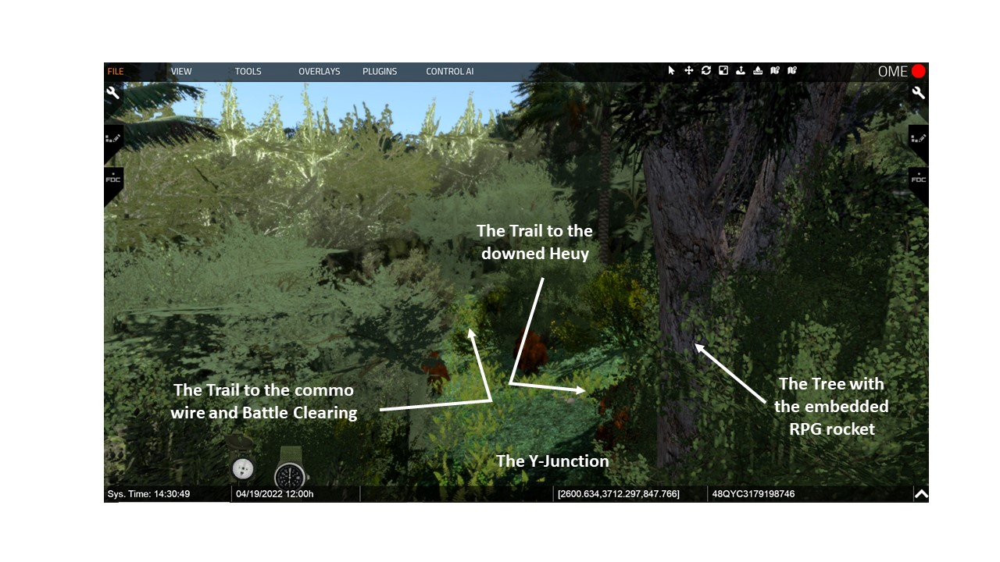 FILE VIEW TOOLS OVERLAYS PLUGINS CONTROL AI OME
FDC FDC
The Trail to the
downed Heuy
The Trail to the commo
wire and Battle Clearing
The Tree with
the embedded
RPG rocket
The Y-Junction
Sys. Time: 14:30:49 04/19/2022 12:00h [2600.634,3712.297,847.766] 48QYC3179198746